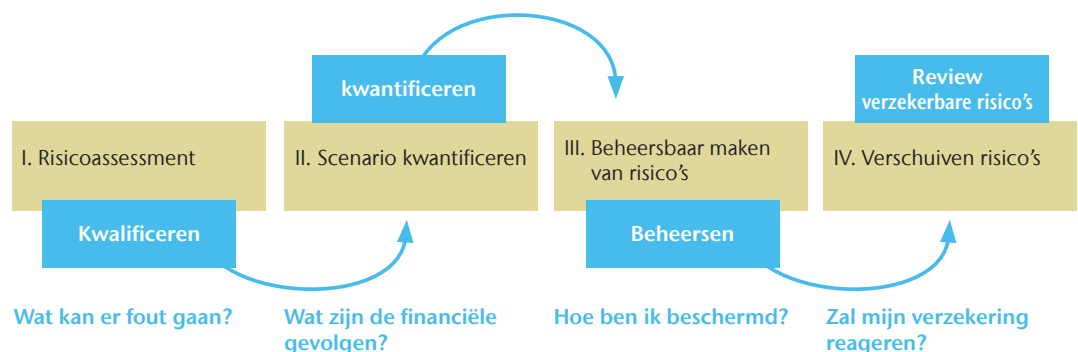 I. Risicoassessment
Kwalificeren
Wat kan er fout gaan?
kwantificeren
II. Scenario kwantificeren
Wat zijn de financiële
gevolgen?
III. Beheersbaar maken
van risico’s
Beheersen
Hoe ben ik beschermd?
Review
verzekerbare risico’s
IV. Verschuiven risico’s
Zal mijn verzekering
reageren?